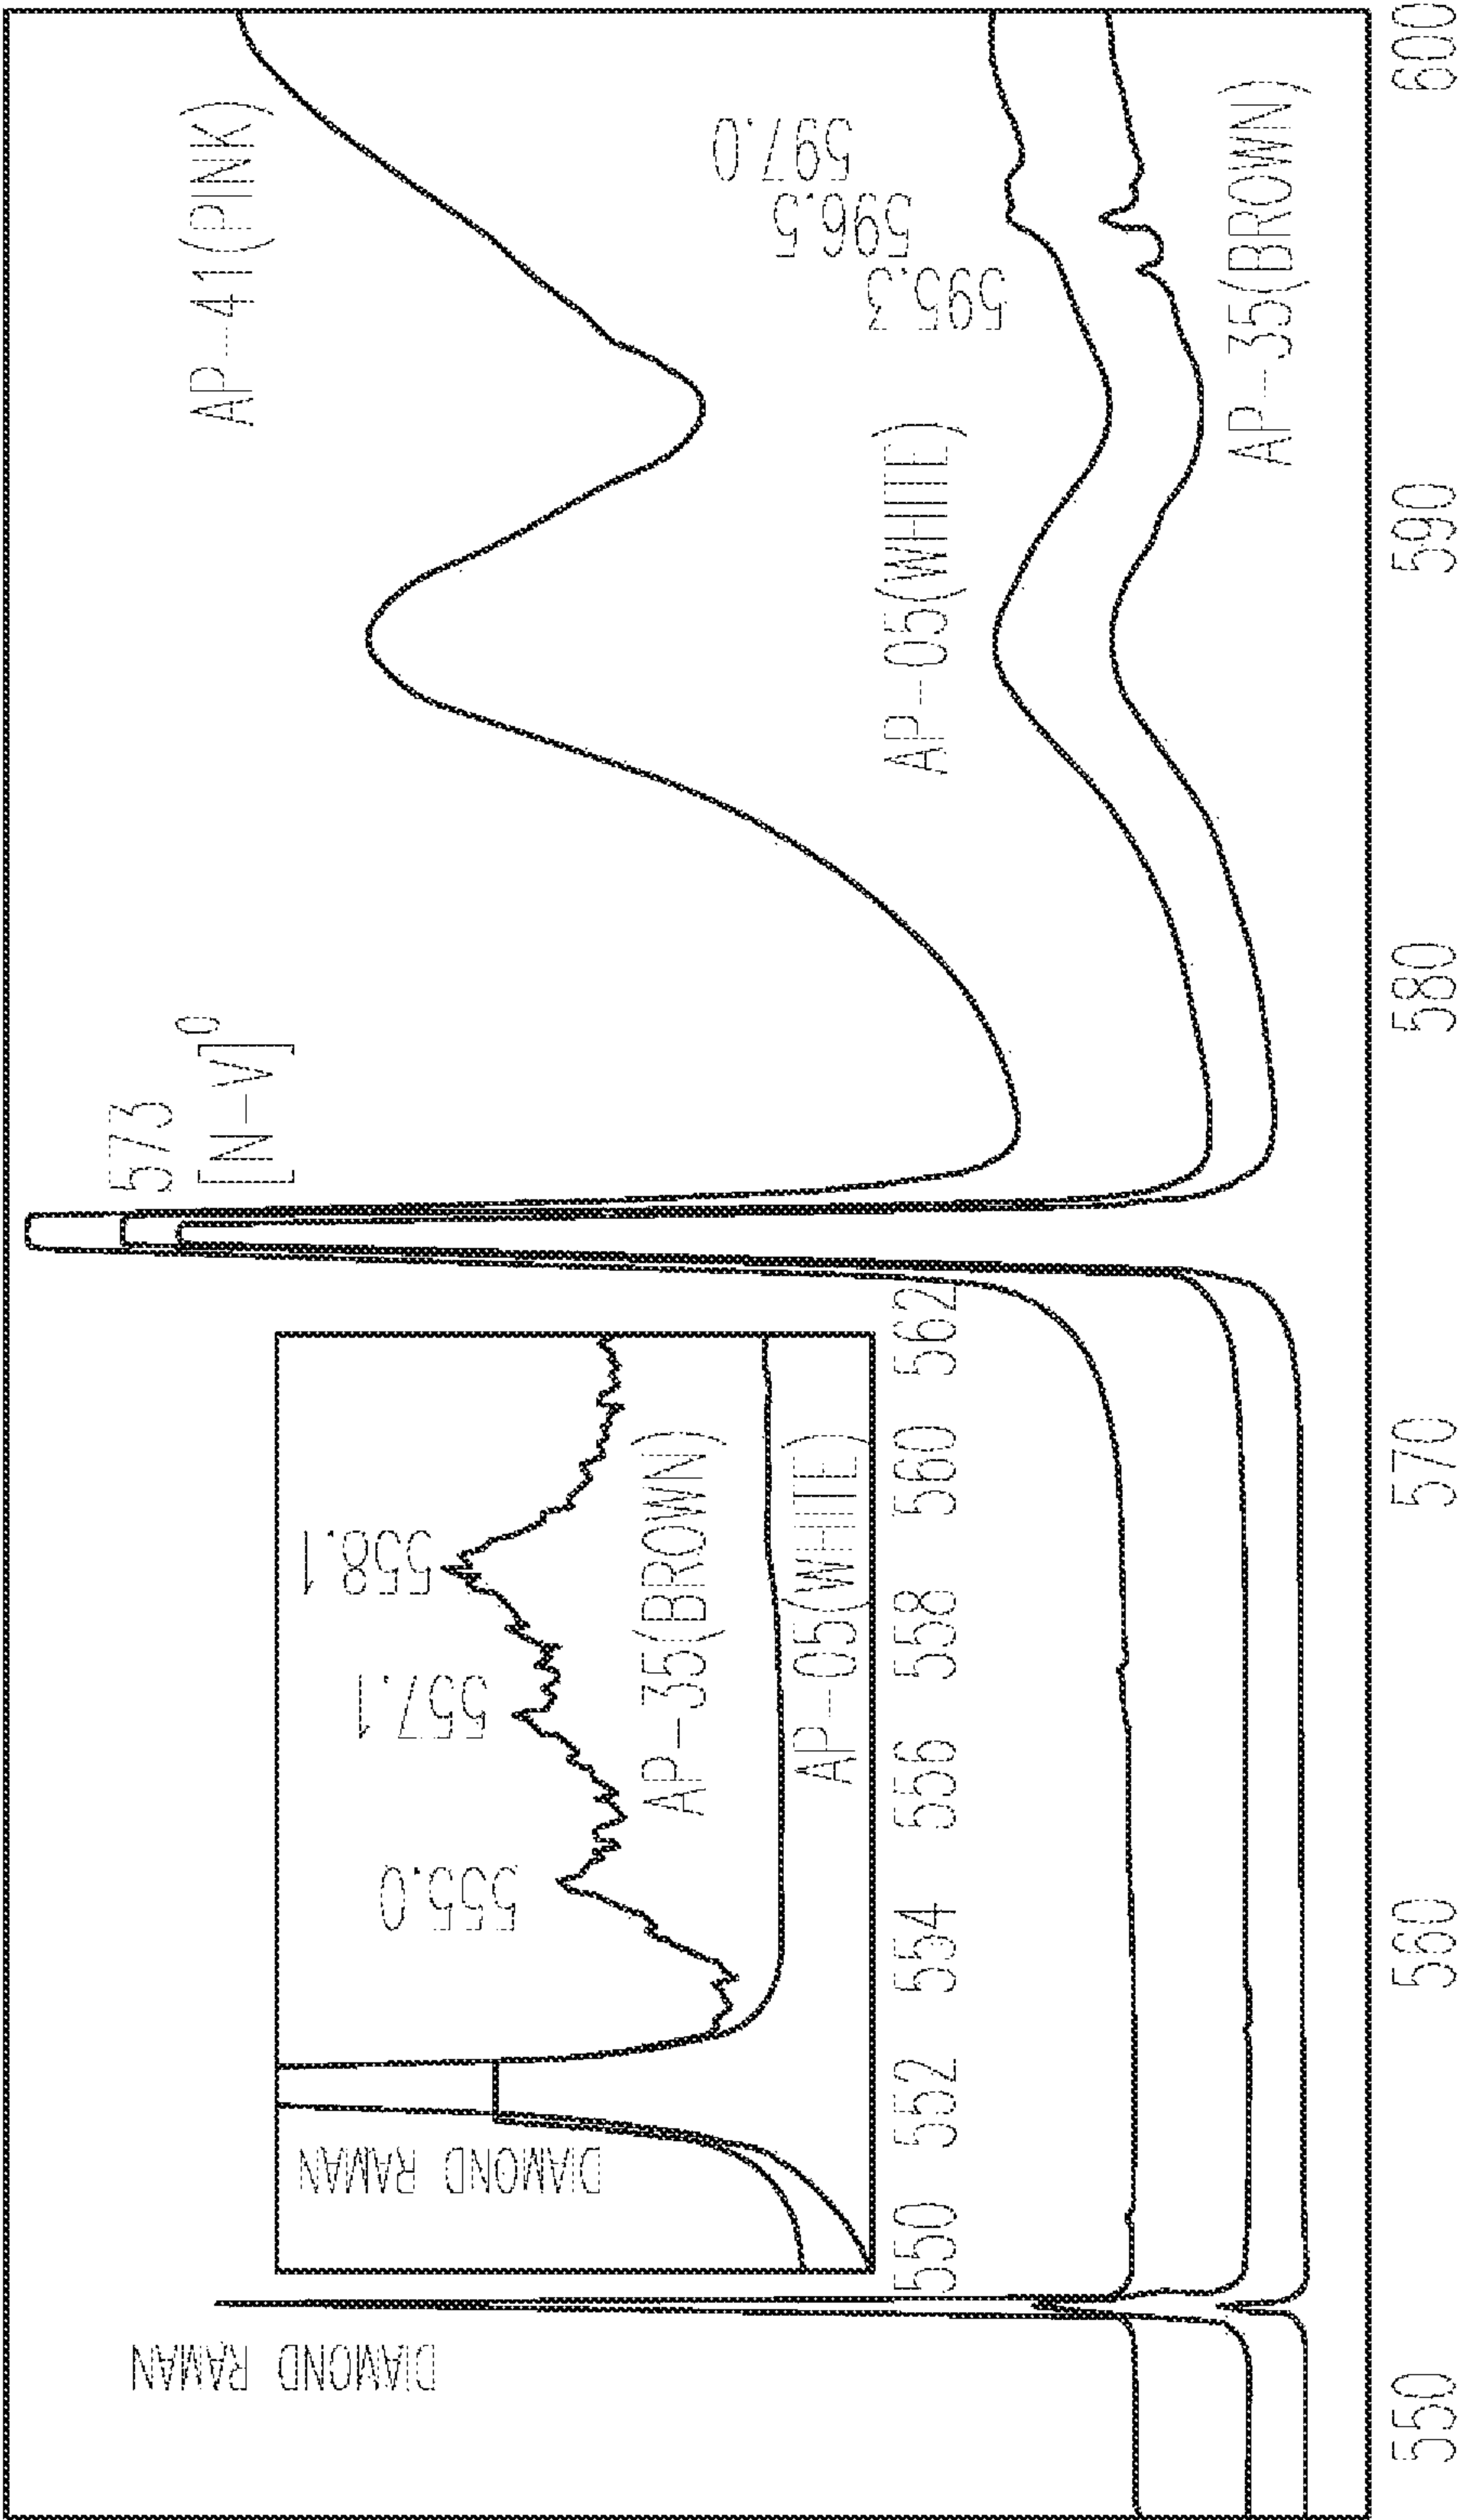 DIAMOND RAMAN
573
[N-V]⁰
AP-41(PINK)
597.0
596.5
595.3
AP-05(WHITE)
AP-35(BROWN)
DIAMOND RAMAN
555.0
557.1
558.1
AP-35(BROWN)
AP-05(WHITE)
550 552 554 556 558 560 562
550 560 570 580 590 600